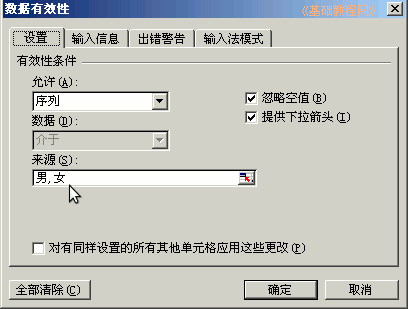 数据有效性
《基础教程网》
设置 输入信息 出错警告 输入法模式
有效性条件
允许(A):
序列
忽略空值(B)
数据(D):
提供下拉箭头(I)
介于
来源(S):
男,女
对有同样设置的所有其他单元格应用这些更改(P)
全部清除(C) 确定 取消